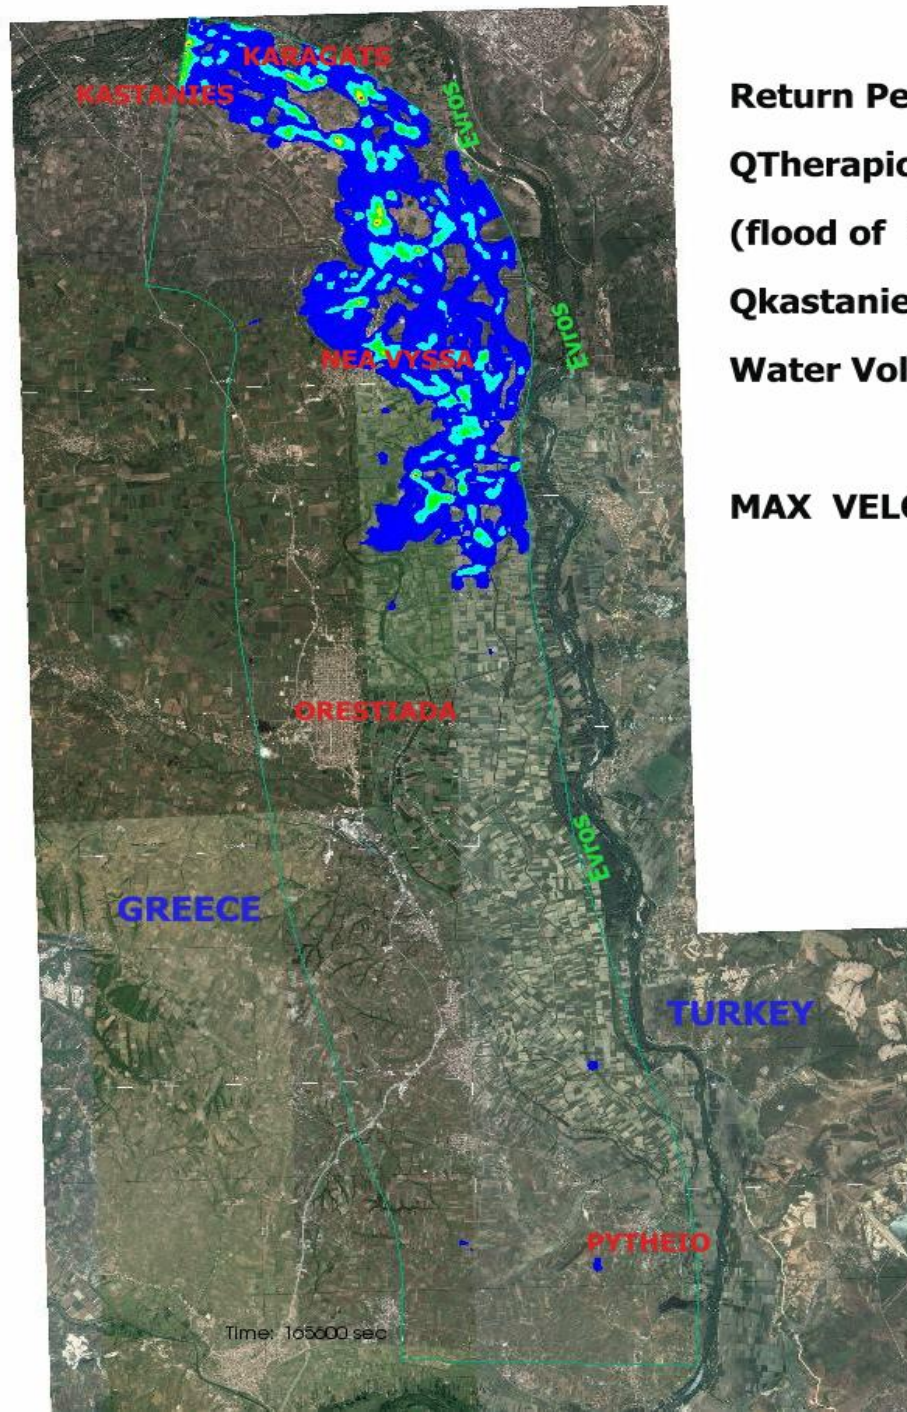 KARAGATS
KASTANIES
Evros
Return Pe
QTherapio
(flood of
Qkastanie
Water Vol
Evros
NEA VYSSA
MAX VEL
ORESTIADA
Evros
GREECE
TURKEY
PYTHEIO
Time: 165600 sec